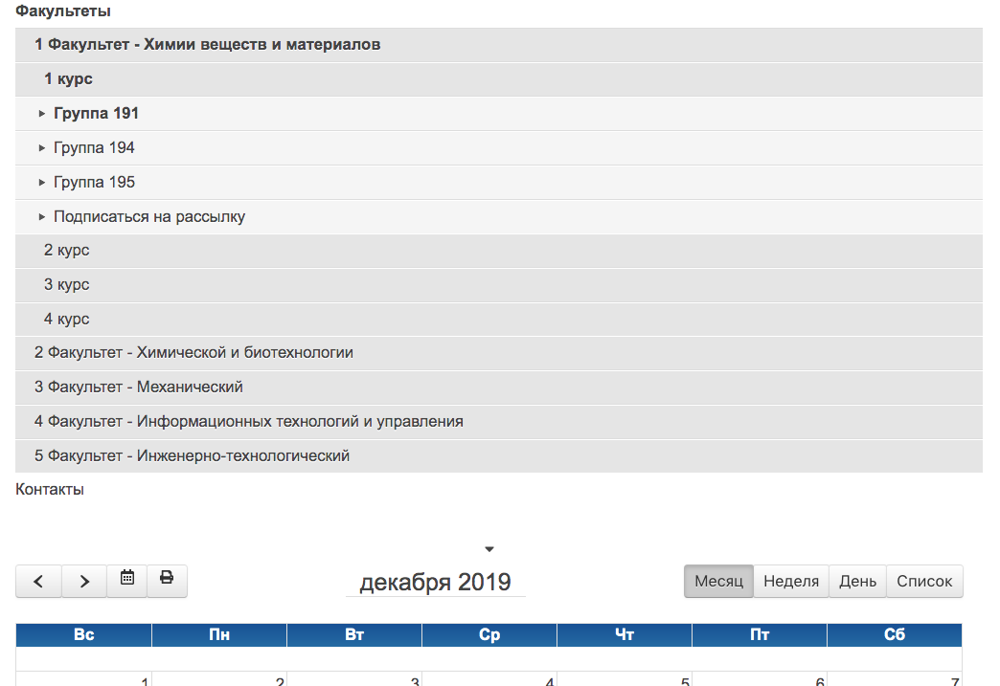 Факультеты
1 Факультет - Химии веществ и материалов
1 курс
Группа 191
Группа 194
Группа 195
Подписаться на рассылку
2 курс
3 курс
4 курс
2 Факультет - Химической и биотехнологии
3 Факультет - Механический
4 Факультет - Информационных технологий и управления
5 Факультет - Инженерно-технологический
Контакты
декабря 2019 Месяц Неделя День Список
Вс Пн Вт Ср Чт Пт Сб
1 2 3 4 5 6 7